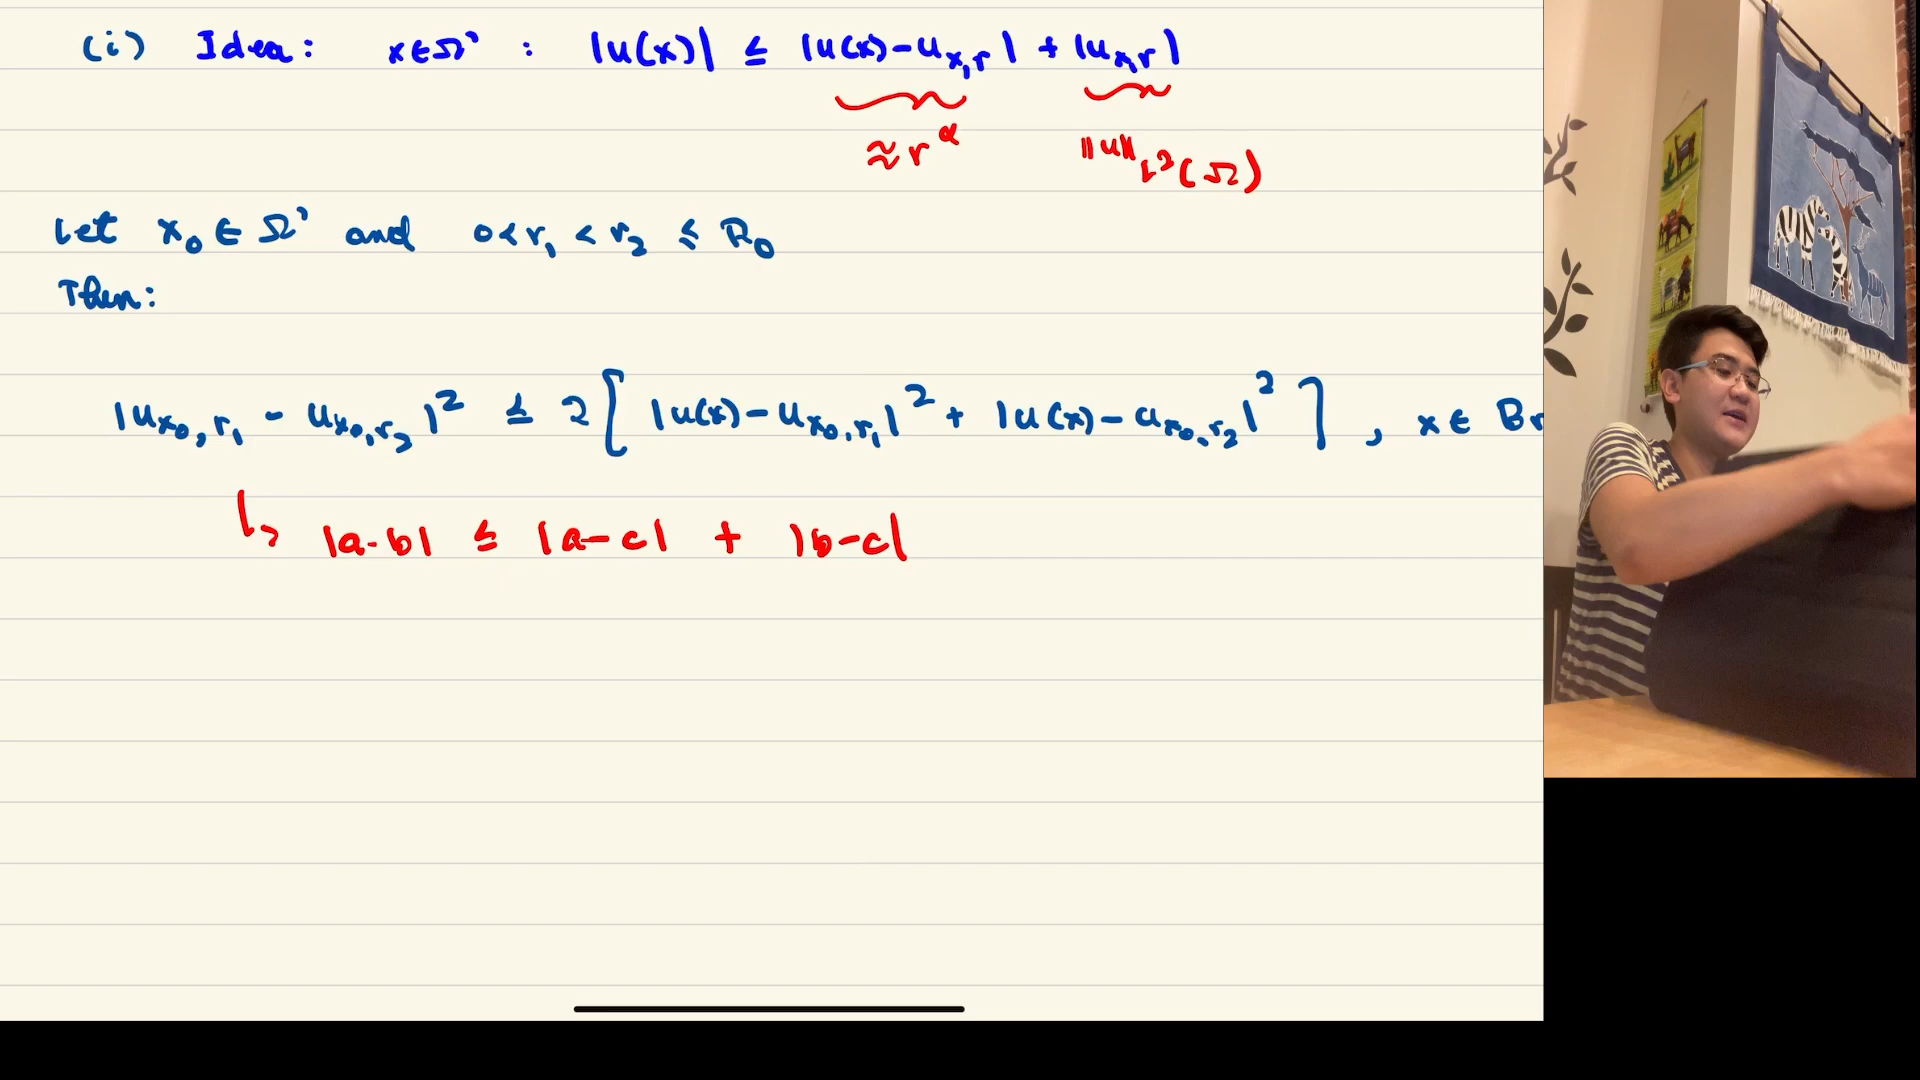 (i) Idea: x∈Ω' : |u(x)| ≤ |u(x)-u_{x,r}| + |u_{x,r}|
≈ r^α ||u||_{L²(Ω)}
Let x₀ ∈ Ω' and 0<r₁ < r₂ ≤ R₀
Then:
|u_{x₀,r₁} - u_{x₀,r₂}|² ≤ 2[ |u(x)-u_{x₀,r₁}|² + |u(x)-u_{x₀,r₂}|² ] , x∈ Br
↳ |a-b| ≤ |a-c| + |b-c|